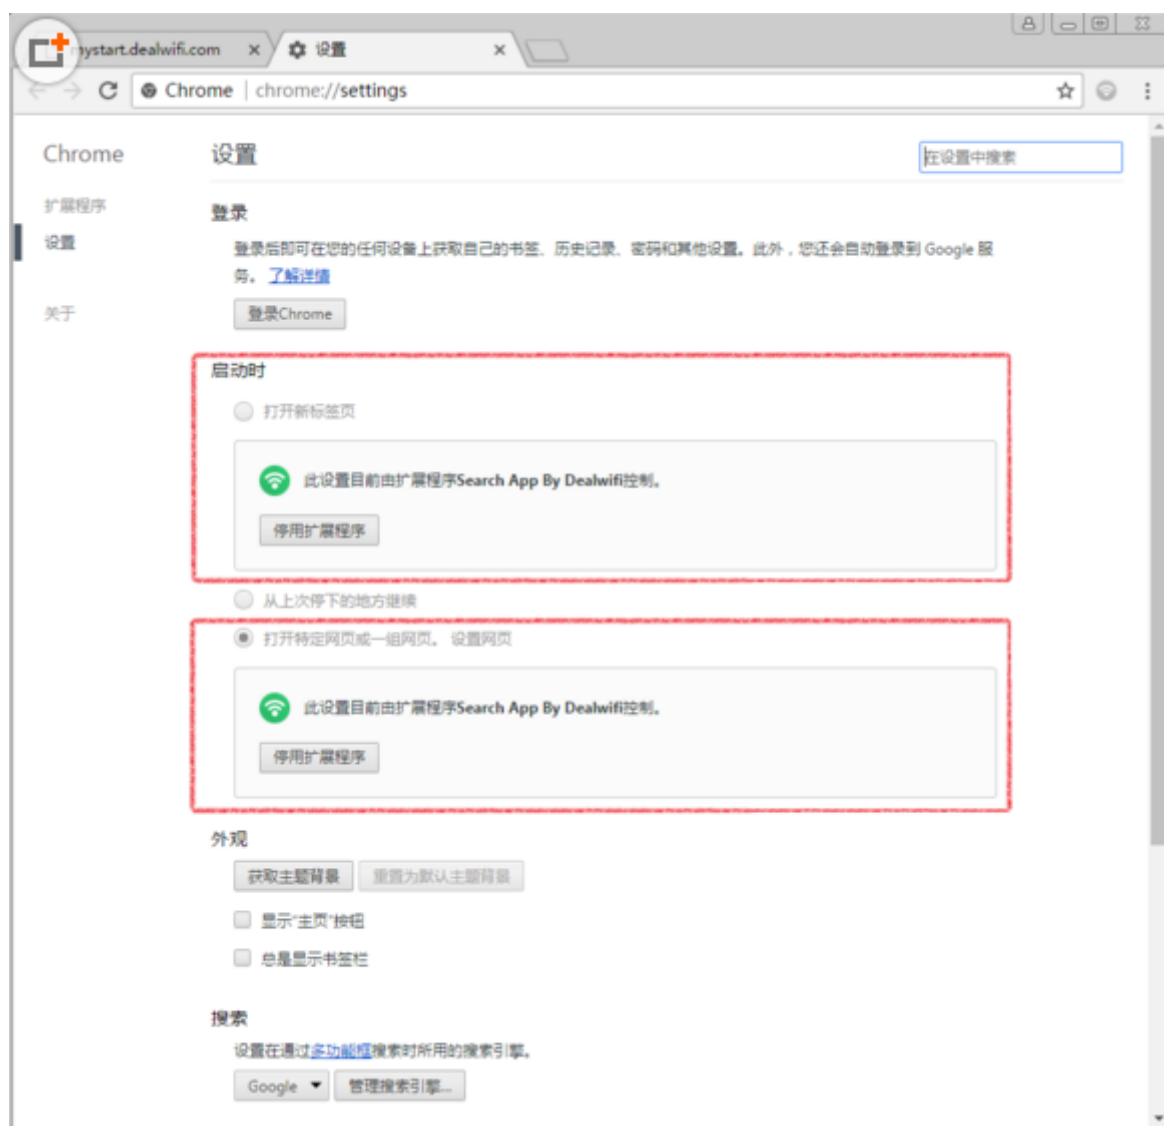 mystart.dealwifi.com
设置
Chrome
chrome://settings
Chrome
设置
在设置中搜索
扩展程序
设置
关于
登录
登录后即可在您的任何设备上获取自己的书签、历史记录、密码和其他设置。此外，您还会自动登录到 Google 服
务。 了解详情
登录Chrome
启动时
打开新标签页
此设置目前由扩展程序Search App By Dealwifi控制。
停用扩展程序
从上次停下的地方继续
打开特定网页或一组网页。 设置网页
此设置目前由扩展程序Search App By Dealwifi控制。
停用扩展程序
外观
获取主题背景
重置为默认主题背景
显示“主页”按钮
总是显示书签栏
搜索
设置在通过多功能框搜索时所用的搜索引擎。
Google
管理搜索引擎...